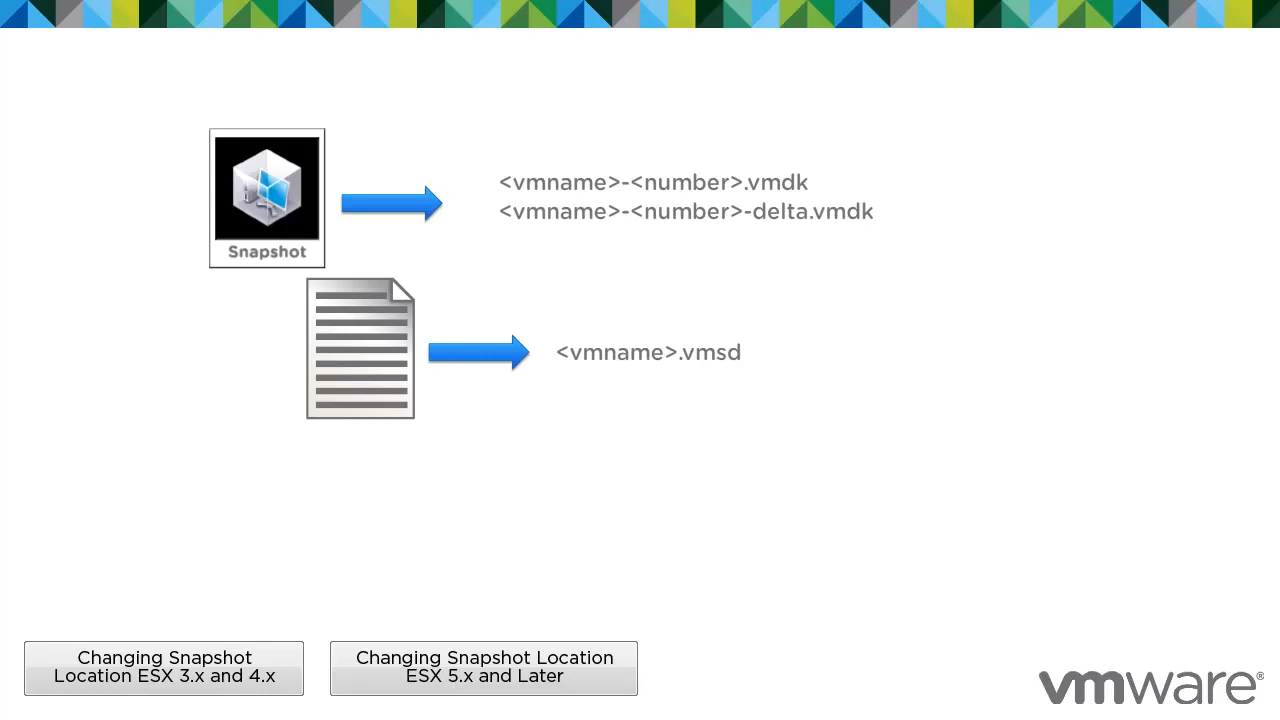 <vmname>-<number>.vmdk
<vmname>-<number>-delta.vmdk
Snapshot
<vmname>.vmsd
Changing Snapshot
Location ESX 3.x and 4.x
Changing Snapshot Location
ESX 5.x and Later
vmware®